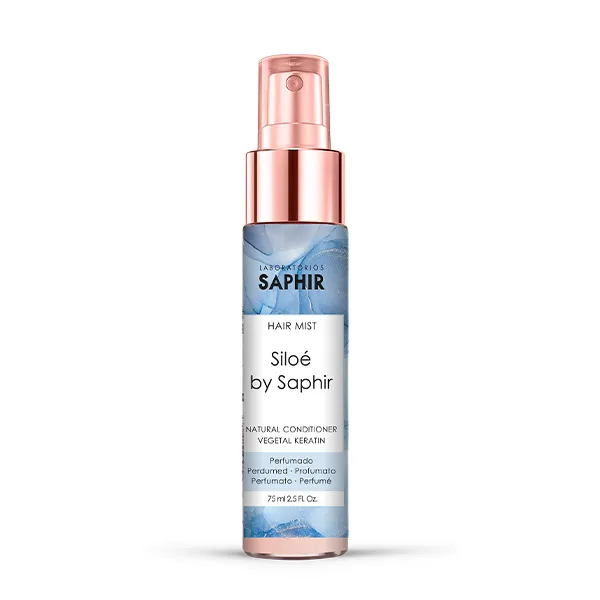 LABORATORIOS
SAPHIR
HAIR MIST
Siloé
by Saphir
NATURAL CONDITIONER
VEGETAL KERATIN
Perfumado
Perdumed · Profumato
Perfumato · Perfumé
75 ml 2.5 Fl. Oz.